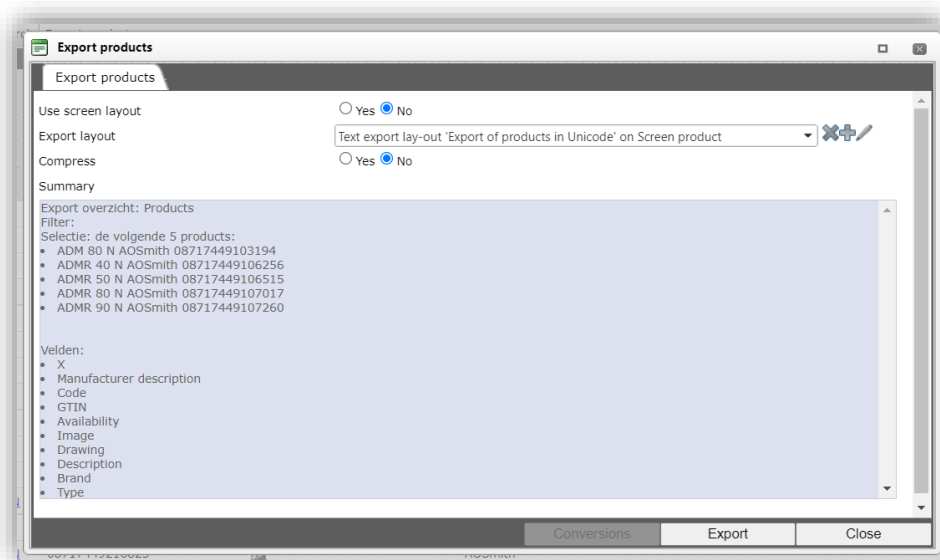 Export products
Export products
Use screen layout
Yes No
Export layout
Text export lay-out 'Export of products in Unicode' on Screen product
Compress
Yes No
Summary
Export overzicht: Products
Filter:
Selectie: de volgende 5 products:
• ADM 80 N AOSmith 08717449103194
• ADMR 40 N AOSmith 08717449106256
• ADMR 50 N AOSmith 08717449106515
• ADMR 80 N AOSmith 08717449107017
• ADMR 90 N AOSmith 08717449107260
Velden:
• X
• Manufacturer description
• Code
• GTIN
• Availability
• Image
• Drawing
• Description
• Brand
• Type
Conversions Export Close